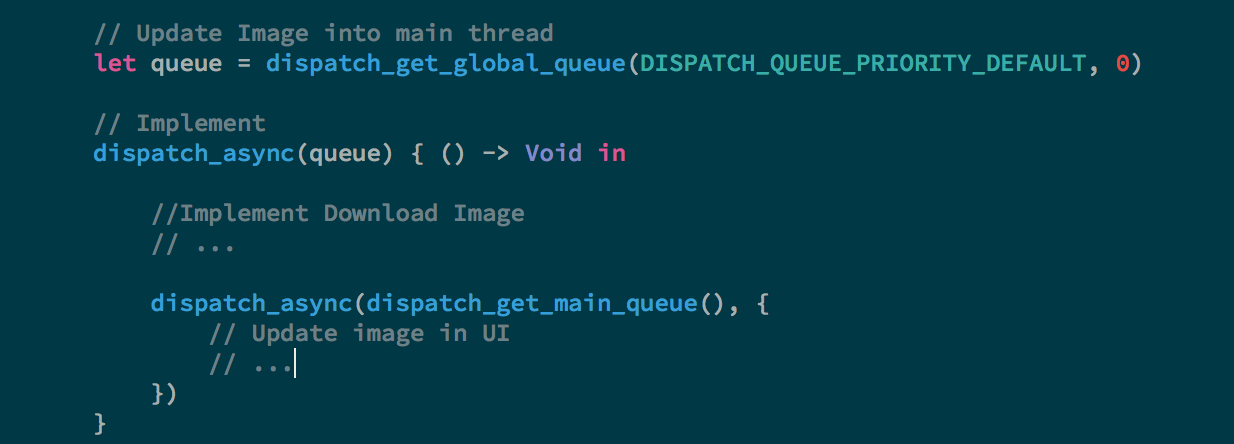 // Update Image into main thread
let queue = dispatch_get_global_queue(DISPATCH_QUEUE_PRIORITY_DEFAULT, 0)
// Implement
dispatch_async(queue) { () -> Void in
//Implement Download Image
// ...
dispatch_async(dispatch_get_main_queue(), {
// Update image in UI
// ...
})
}